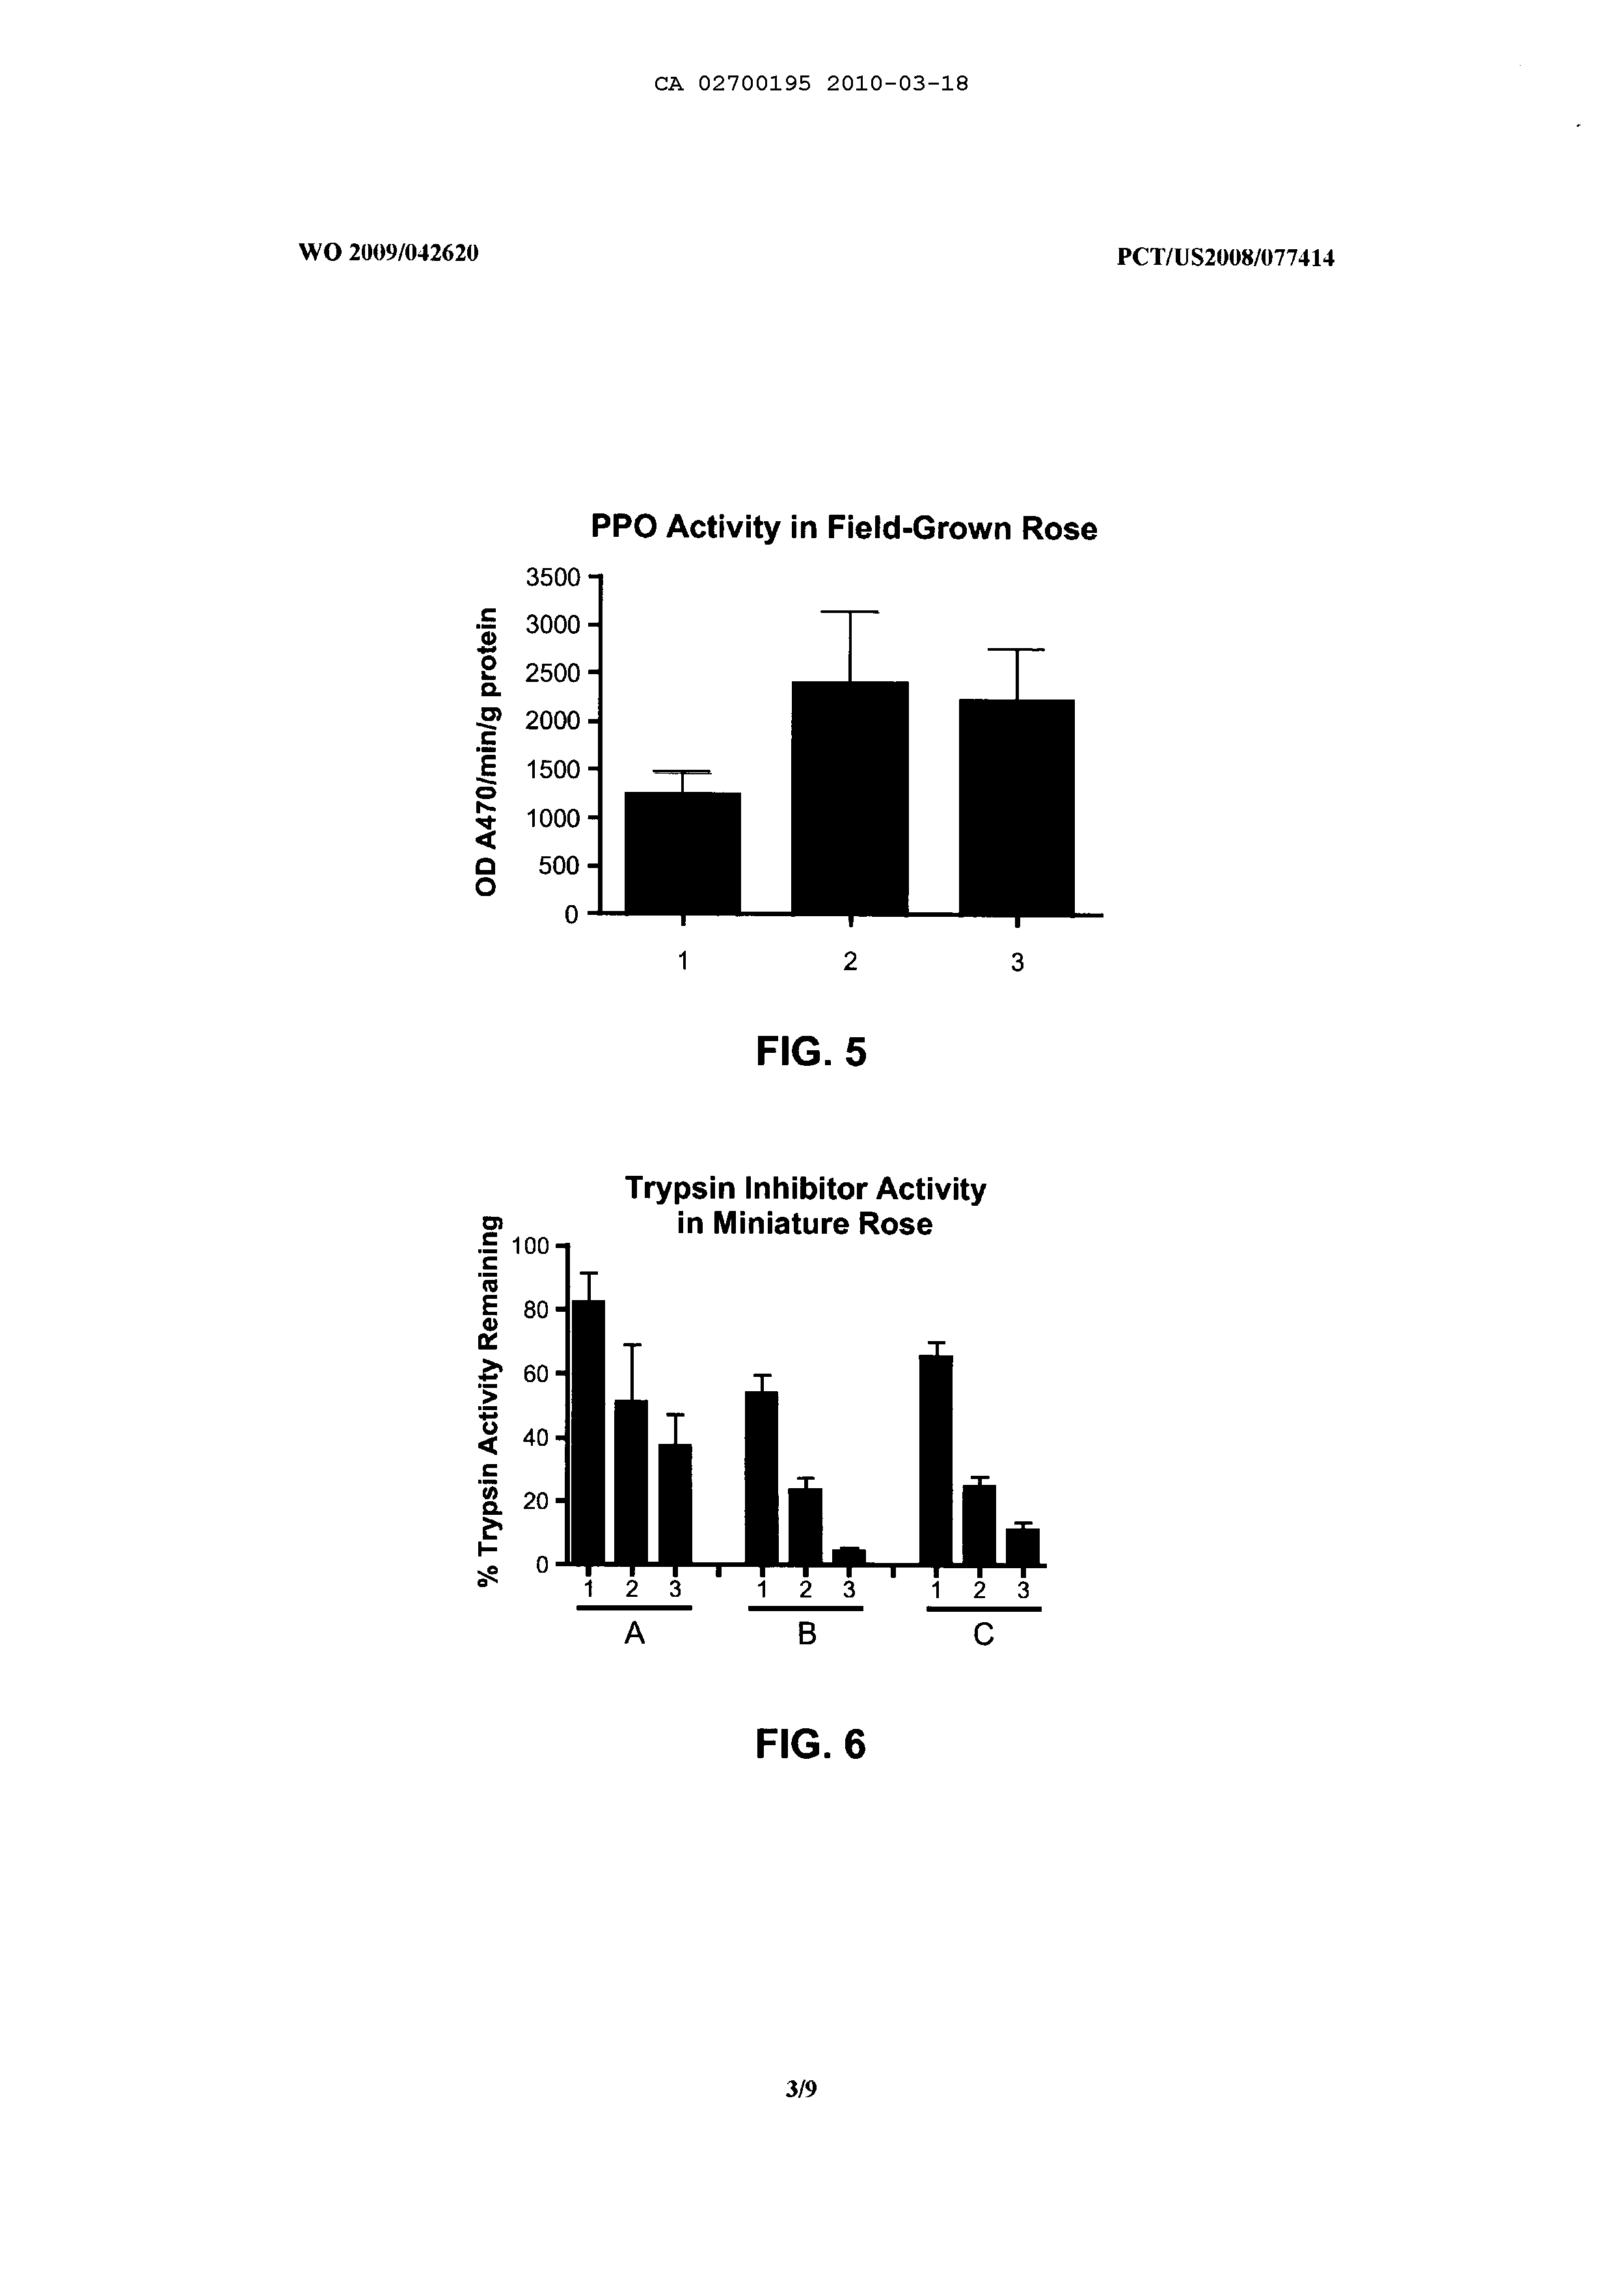 CA 02700195 2010-03-18
WO 2009/042620
PCT/US2008/077414
PPO Activity in Field-Grown Rose
OD A470/min/g protein
3500
3000
2500
2000
1500
1000
500
0
1 2 3
FIG. 5
Trypsin Inhibitor Activity
in Miniature Rose
% Trypsin Activity Remaining
100
80
60
40
20
0
1 2 3 1 2 3 1 2 3
A B C
FIG. 6
3/9